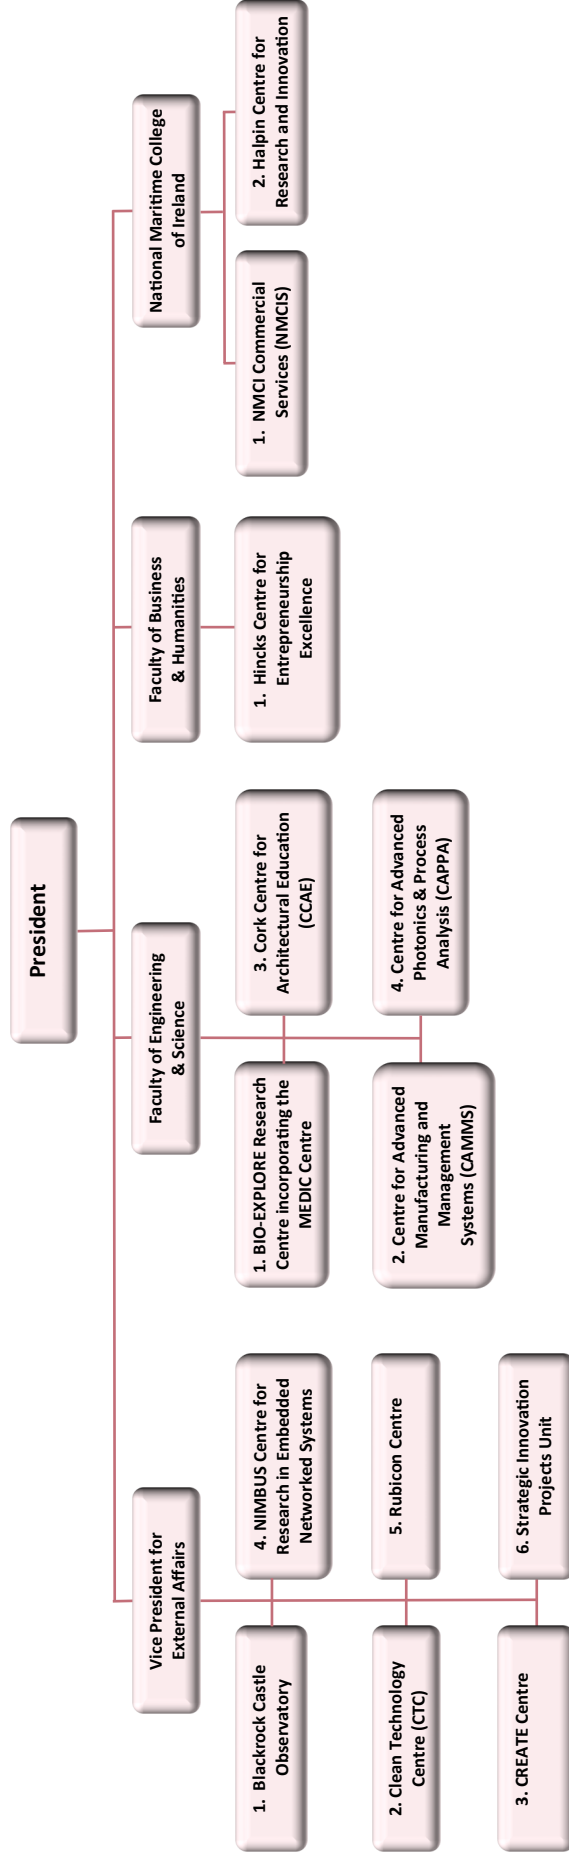 President
Vice President for
External Affairs
Faculty of Engineering
& Science
Faculty of Business
& Humanities
National Maritime College
of Ireland
1. Blackrock Castle
Observatory
4. NIMBUS Centre for
Research in Embedded
Networked Systems
2. Clean Technology
Centre (CTC)
5. Rubicon Centre
3. CREATE Centre
6. Strategic Innovation
Projects Unit
1. BIO-EXPLORE Research
Centre incorporating the
MEDIC Centre
3. Cork Centre for
Architectural Education
(CCAE)
2. Centre for Advanced
Manufacturing and
Management
Systems (CAMMS)
4. Centre for Advanced
Photonics & Process
Analysis (CAPPA)
1. Hincks Centre for
Entrepreneurship
Excellence
1. NMCI Commercial
Services (NMCIS)
2. Halpin Centre for
Research and Innovation